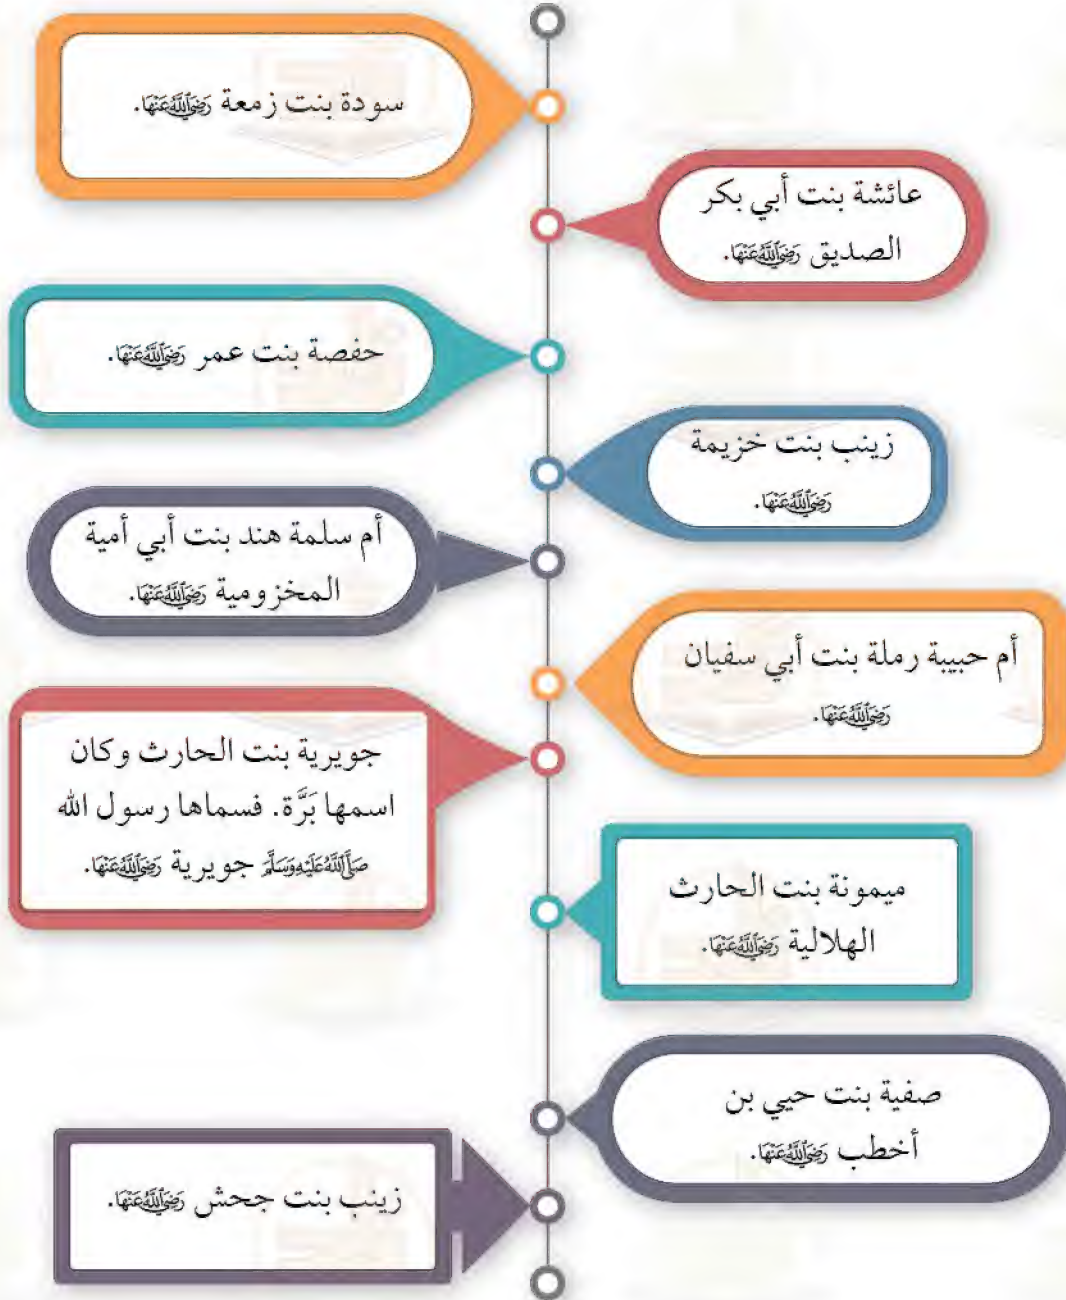 سودة بنت زمعة رَضِيَ اللَّهُ عَنْهَا.
عائشة بنت أبي بكر
الصديق رَضِيَ اللَّهُ عَنْهَا.
حفصة بنت عمر رَضِيَ اللَّهُ عَنْهَا.
زينب بنت خزيمة
رَضِيَ اللَّهُ عَنْهَا.
أم سلمة هند بنت أبي أمية
المخزومية رَضِيَ اللَّهُ عَنْهَا.
أم حبيبة رملة بنت أبي سفيان
رَضِيَ اللَّهُ عَنْهَا.
جويرية بنت الحارث وكان
اسمها بَرَّة. فسماها رسول الله
صَلَّى اللَّهُ عَلَيْهِ وَسَلَّمَ جويرية رَضِيَ اللَّهُ عَنْهَا.
ميمونة بنت الحارث
الهلالية رَضِيَ اللَّهُ عَنْهَا.
صفية بنت حيي بن
أخطب رَضِيَ اللَّهُ عَنْهَا.
زينب بنت جحش رَضِيَ اللَّهُ عَنْهَا.